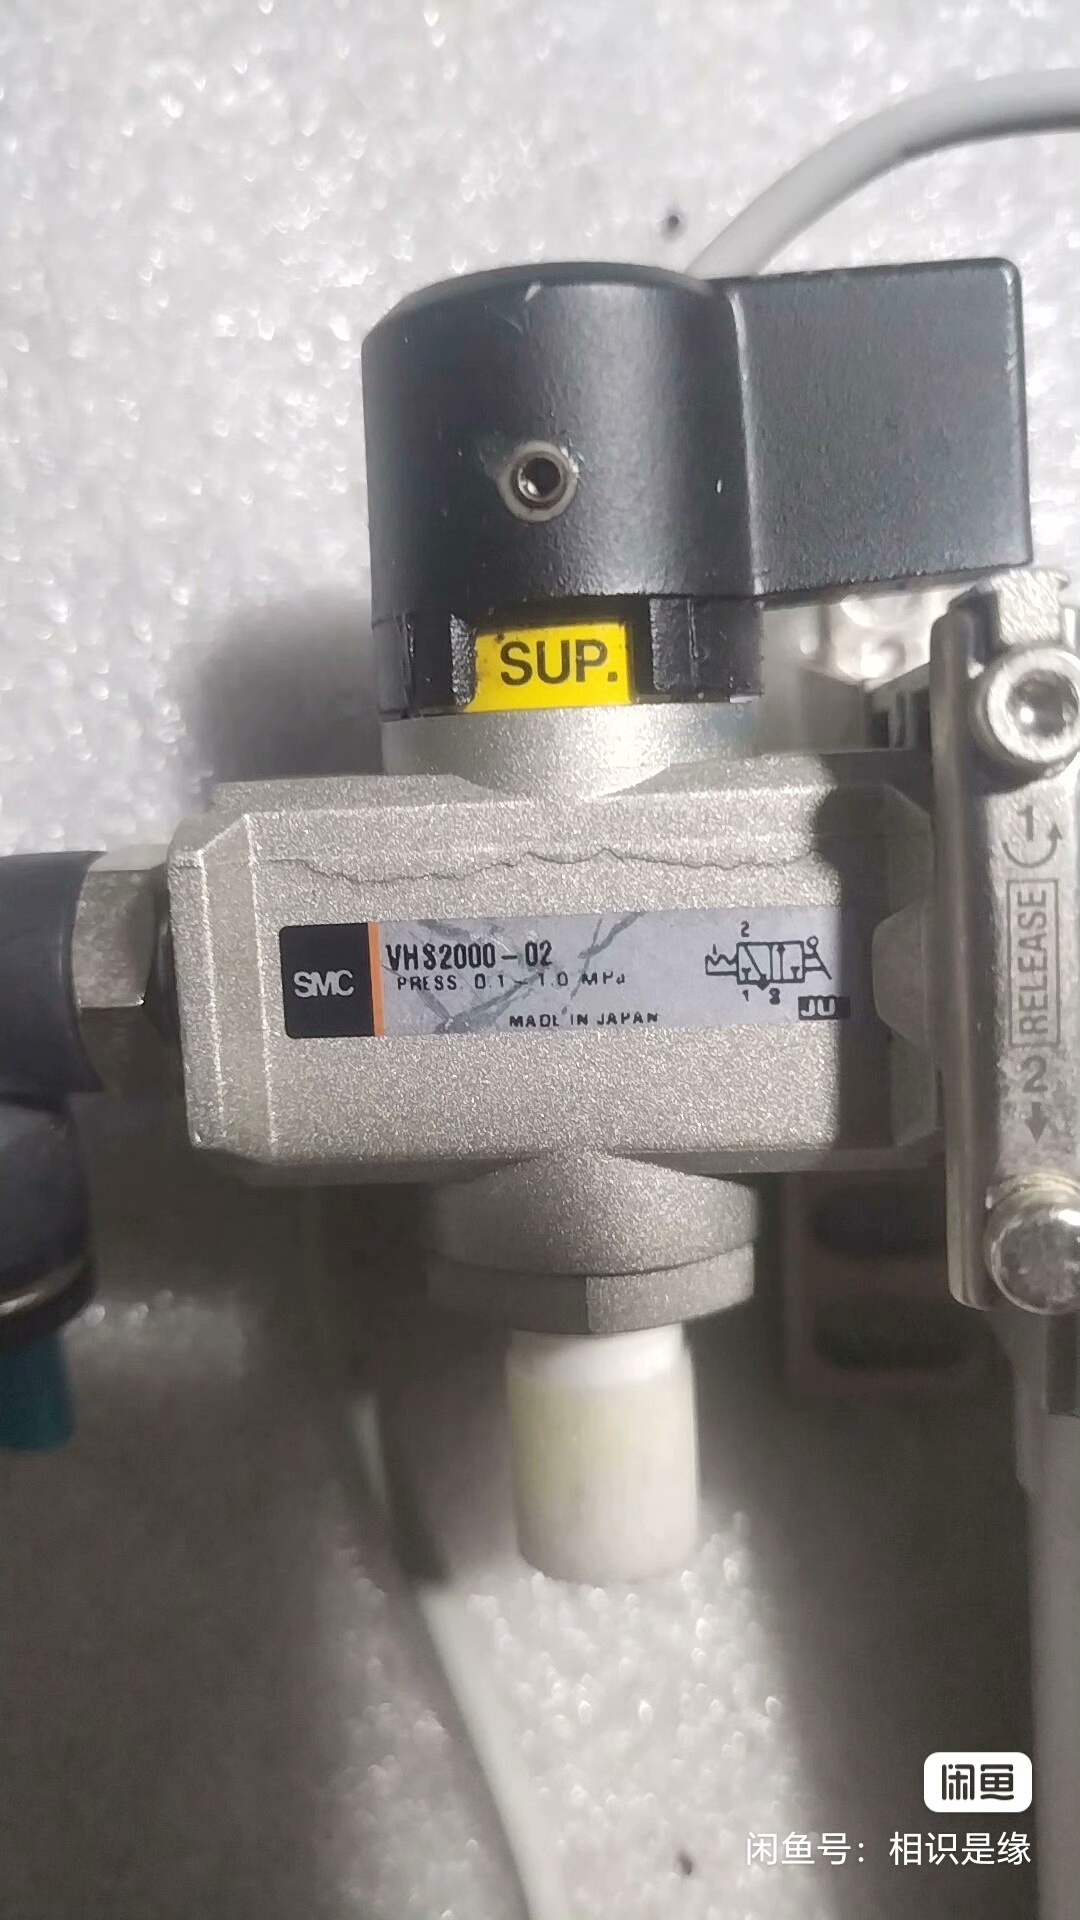 SUP.
SMC
VHS2000-02
PRESS. 0.1 - 1.0 MPa
MADE IN JAPAN
2
1 3
JU
1
RELEASE
2
闲鱼
闲鱼号：相识是缘